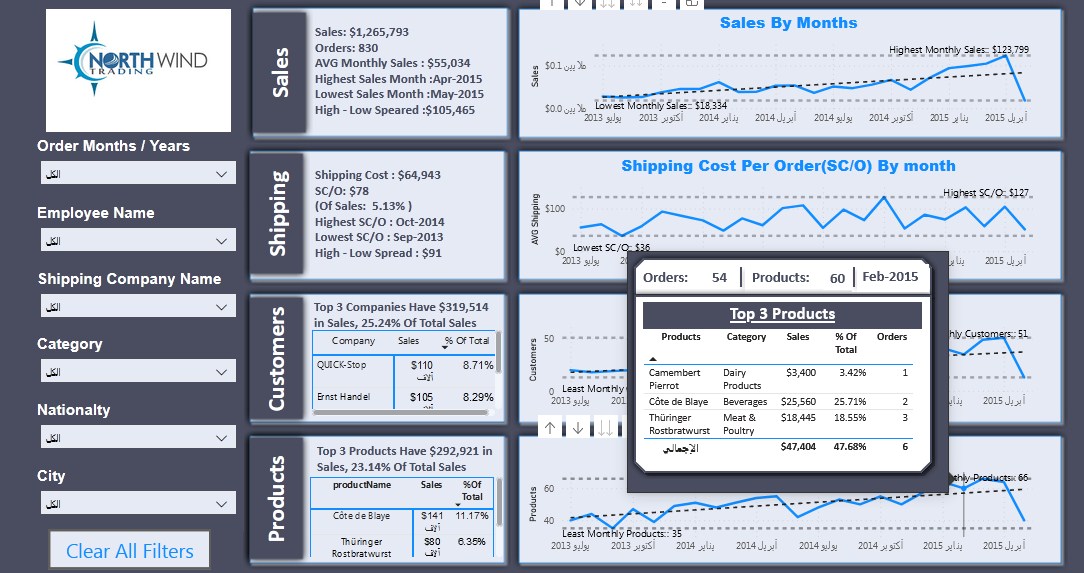 NORTHWIND
TRADING
Order Months / Years
الكل
Employee Name
الكل
Shipping Company Name
الكل
Category
الكل
Nationalty
الكل
City
الكل
Clear All Filters
Sales
Sales: $1,265,793
Orders: 830
AVG Monthly Sales : $55,034
Highest Sales Month :Apr-2015
Lowest Sales Month :May-2015
High - Low Speared :$105,465
Sales By Months
Sales
$0.1 ملايين
$0.0 ملايين
Highest Monthly Sales:: $123,799
Lowest Monthly Sales:: $18,334
يوليو 2013
أكتوبر 2013
يناير 2014
أبريل 2014
يوليو 2014
أكتوبر 2014
يناير 2015
أبريل 2015
Shipping
Shipping Cost : $64,943
SC/O: $78
(Of Sales: 5.13% )
Highest SC/O : Oct-2014
Lowest SC/O : Sep-2013
High - Low Spread : $91
Shipping Cost Per Order(SC/O) By month
AVG Shipping
$100
$0
Highest SC/O: $127
Lowest SC/O: $36
يوليو 2013
أبريل 2015
Customers
Top 3 Companies Have $319,514
in Sales, 25.24% Of Total Sales
Company Sales % Of Total
QUICK-Stop $110 آلاف 8.71%
Ernst Handel $105 8.29%
Customers
50
0
Least Monthly
hly Customers:: 51
يوليو 2013
أبريل 2015
Orders: 54 Products: 60 Feb-2015
Top 3 Products
Products Category Sales % Of Total Orders
Camembert Pierrot Dairy Products $3,400 3.42% 1
Côte de Blaye Beverages $25,560 25.71% 2
Thüringer Rostbratwurst Meat & Poultry $18,445 18.55% 3
الإجمالي $47,404 47.68% 6
Products
Top 3 Products Have $292,921 in
Sales, 23.14% Of Total Sales
productName Sales %Of Total
Côte de Blaye $141 آلاف 11.17%
Thüringer Rostbratwurst $80 آلاف 6.35%
Products
60
40
thly Products:: 66
Least Monthly Products:: 35
يوليو 2013
أكتوبر 2013
يناير 2014
أبريل 2014
يوليو 2014
أكتوبر 2014
يناير 2015
أبريل 2015